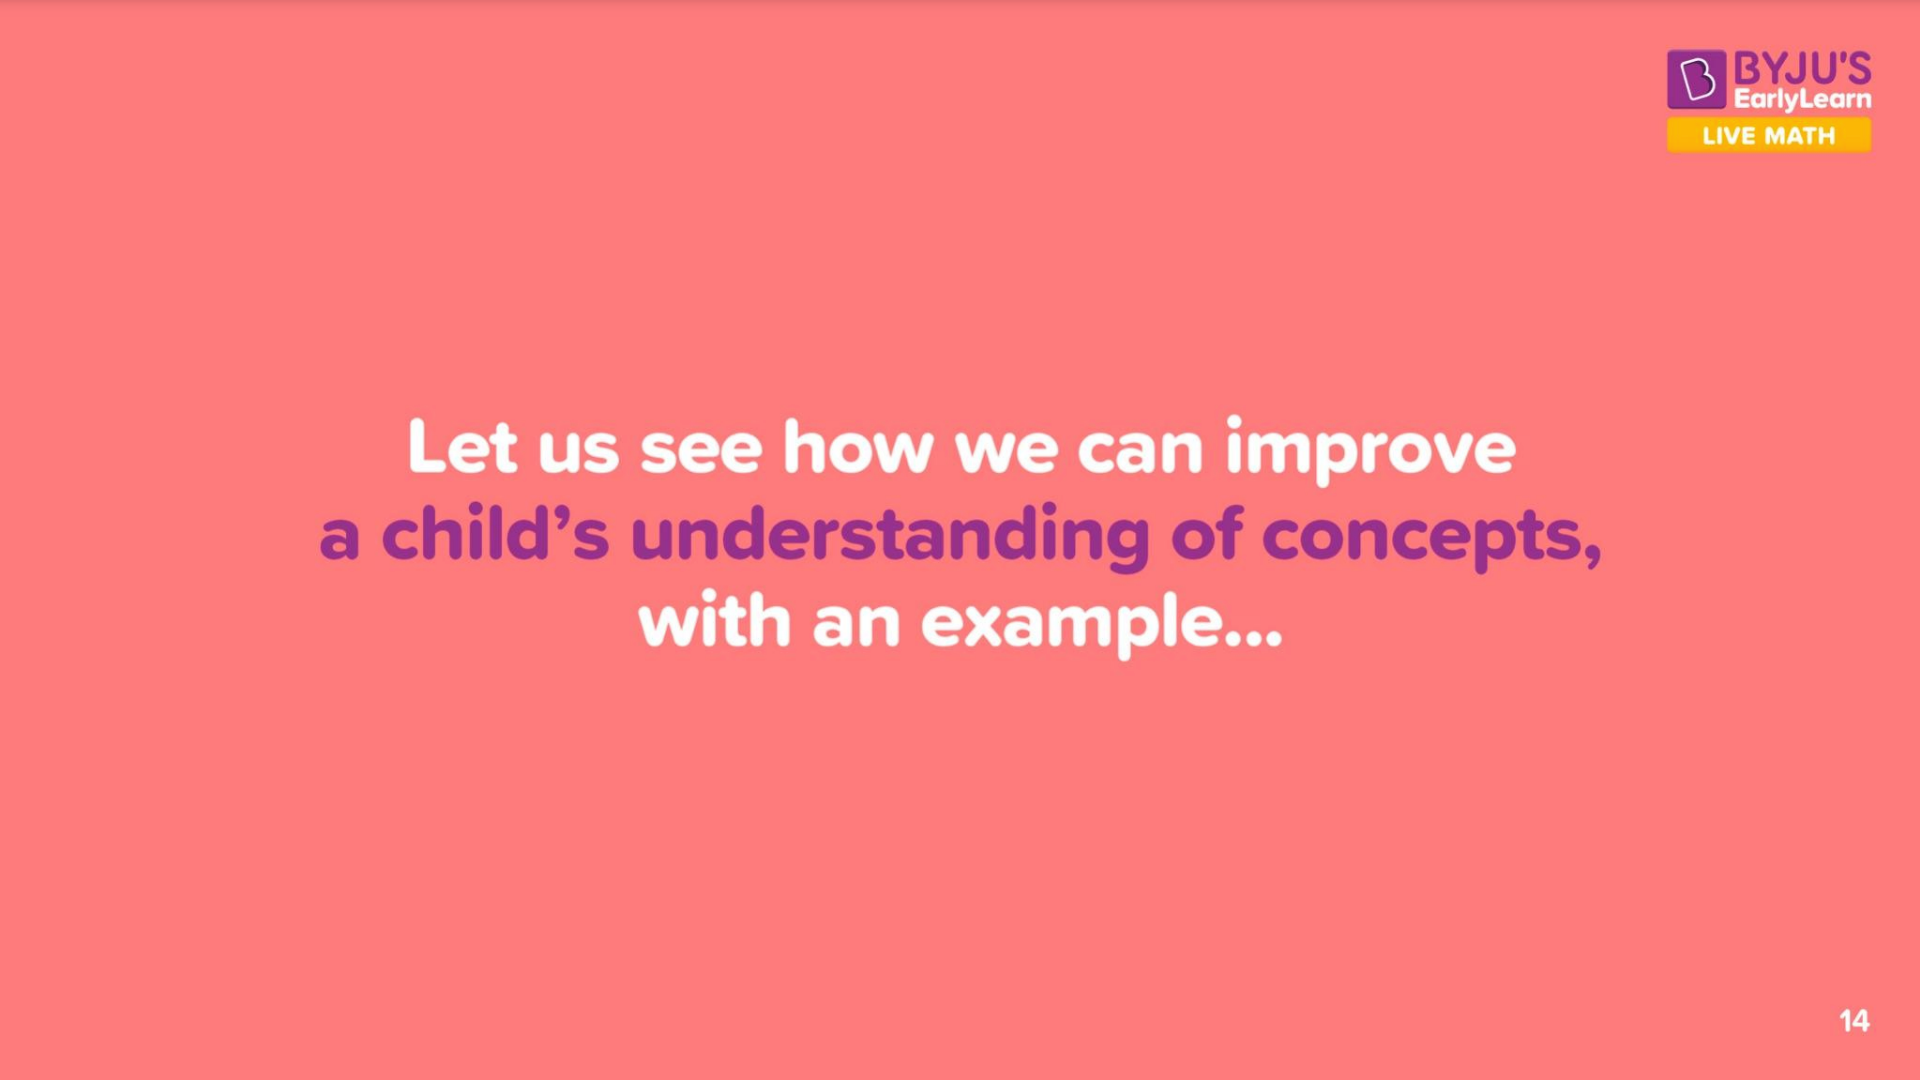 BYJU'S
EarlyLearn
LIVE MATH
Let us see how we can improve
a child’s understanding of concepts,
with an example...
14